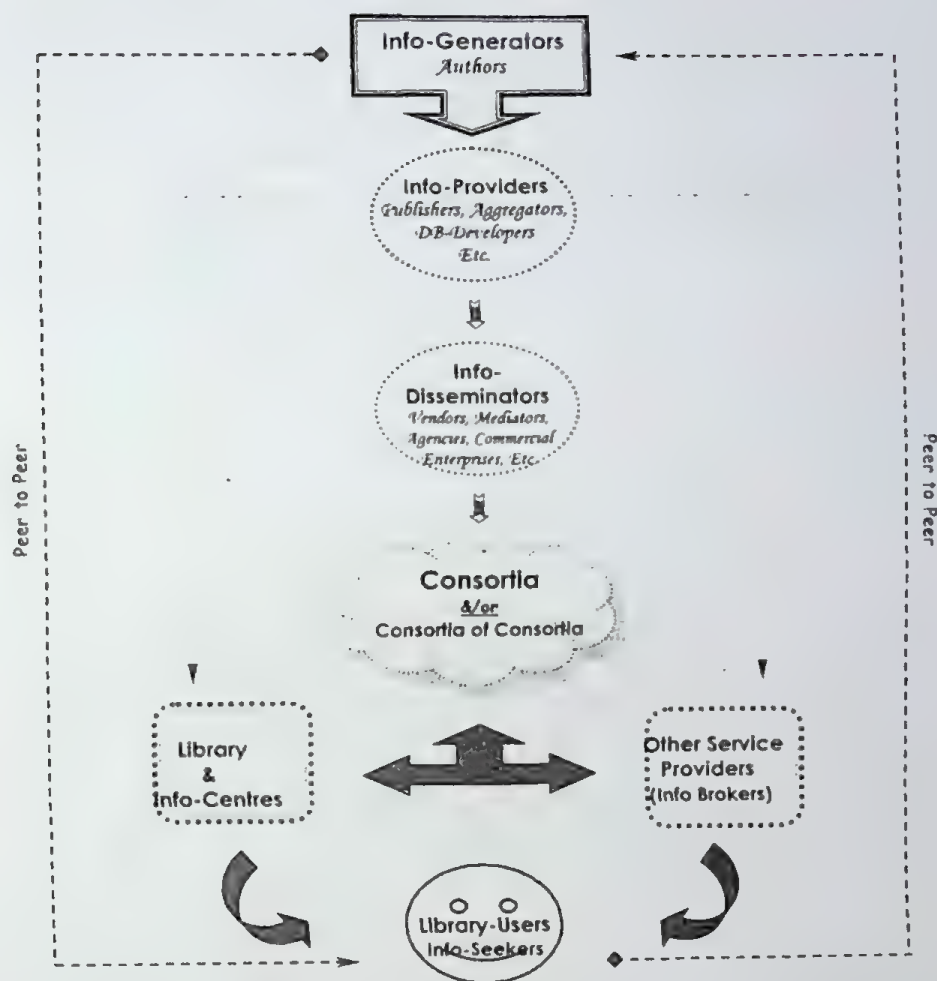 Info-Generators
Authors
Info-Providers
Publishers, Aggregators,
DB-Developers
Etc.
Info-
Disseminators
Vendors, Mediators,
Agencies, Commercial
Enterprises, Etc.
Peer to Peer
Peer to Peer
Consortia
&/or
Consortia of Consortia
Library
&
Info-Centres
Other Service
Providers
(Info Brokers)
Library-Users
Info-Seekers